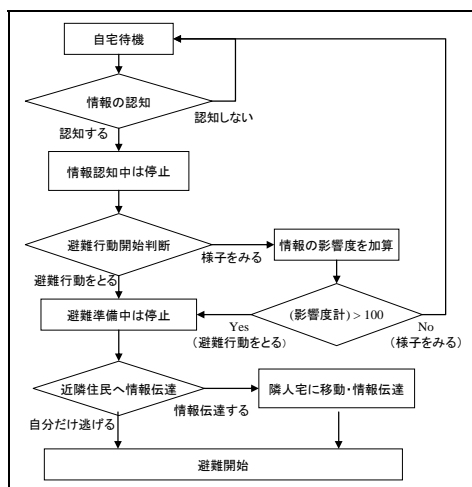 自宅待機
情報の認知
認知する
認知しない
情報認知中は停止
避難行動開始判断
様子をみる
情報の影響度を加算
避難行動をとる
避難準備中は停止
(影響度計) > 100
Yes
(避難行動をとる)
No
(様子をみる)
近隣住民へ情報伝達
情報伝達する
隣人宅に移動・情報伝達
自分だけ逃げる
避難開始